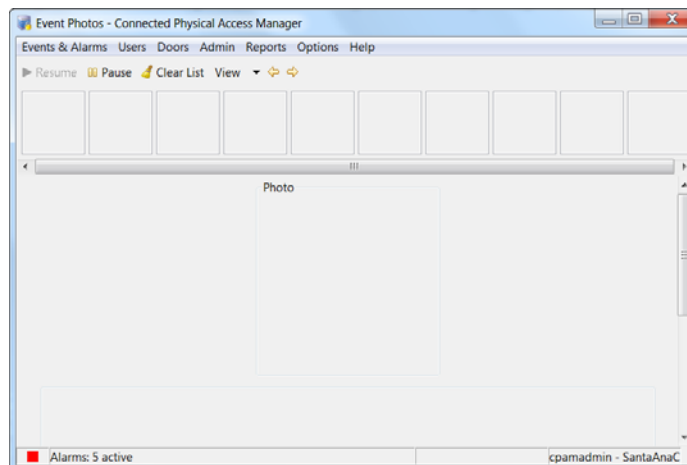 Event Photos - Connected Physical Access Manager
Events & Alarms Users Doors Admin Reports Options Help
Resume Pause Clear List View
Photo
Alarms: 5 active cpamadmin - SantaAnaC